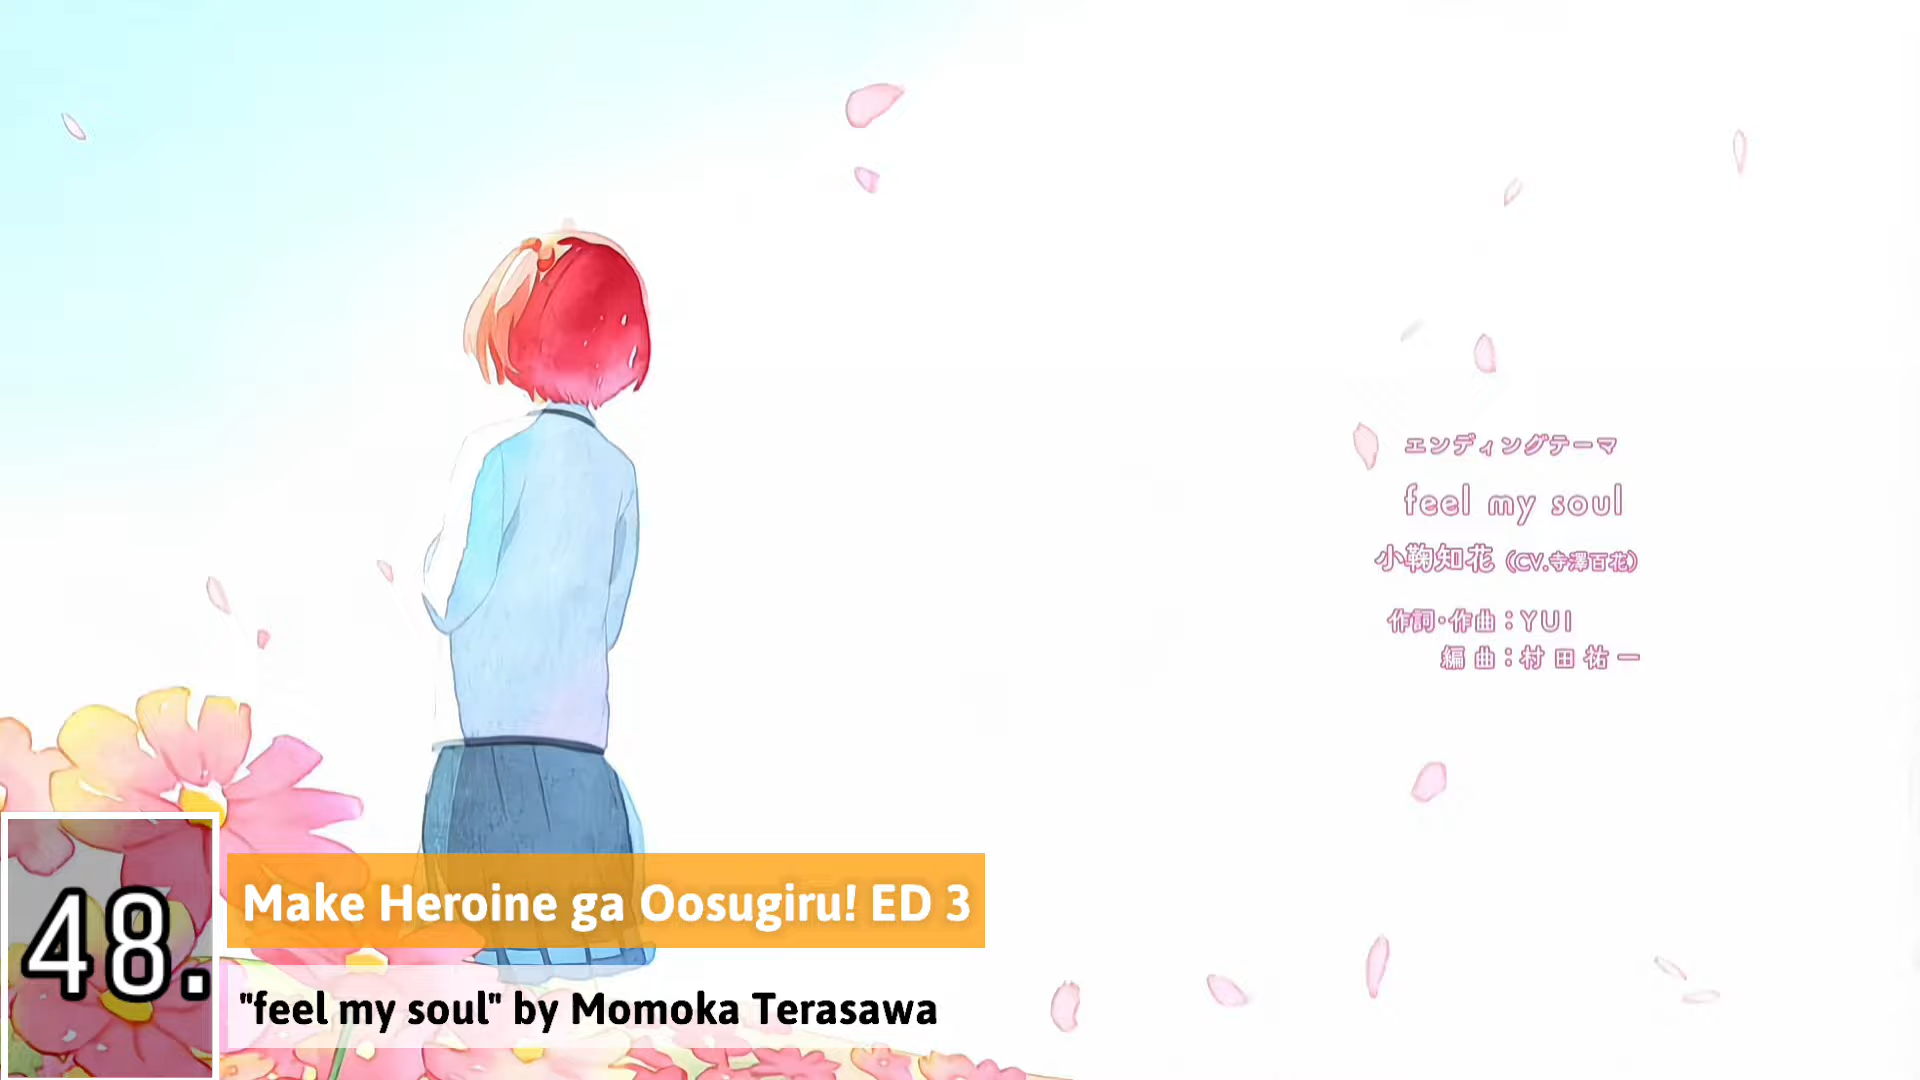 エンディングテーマ
feel my soul
小鞠知花（CV.寺澤百花）
作詞・作曲：YUI
編曲：村田祐一
48.
Make Heroine ga Oosugiru! ED 3
"feel my soul" by Momoka Terasawa